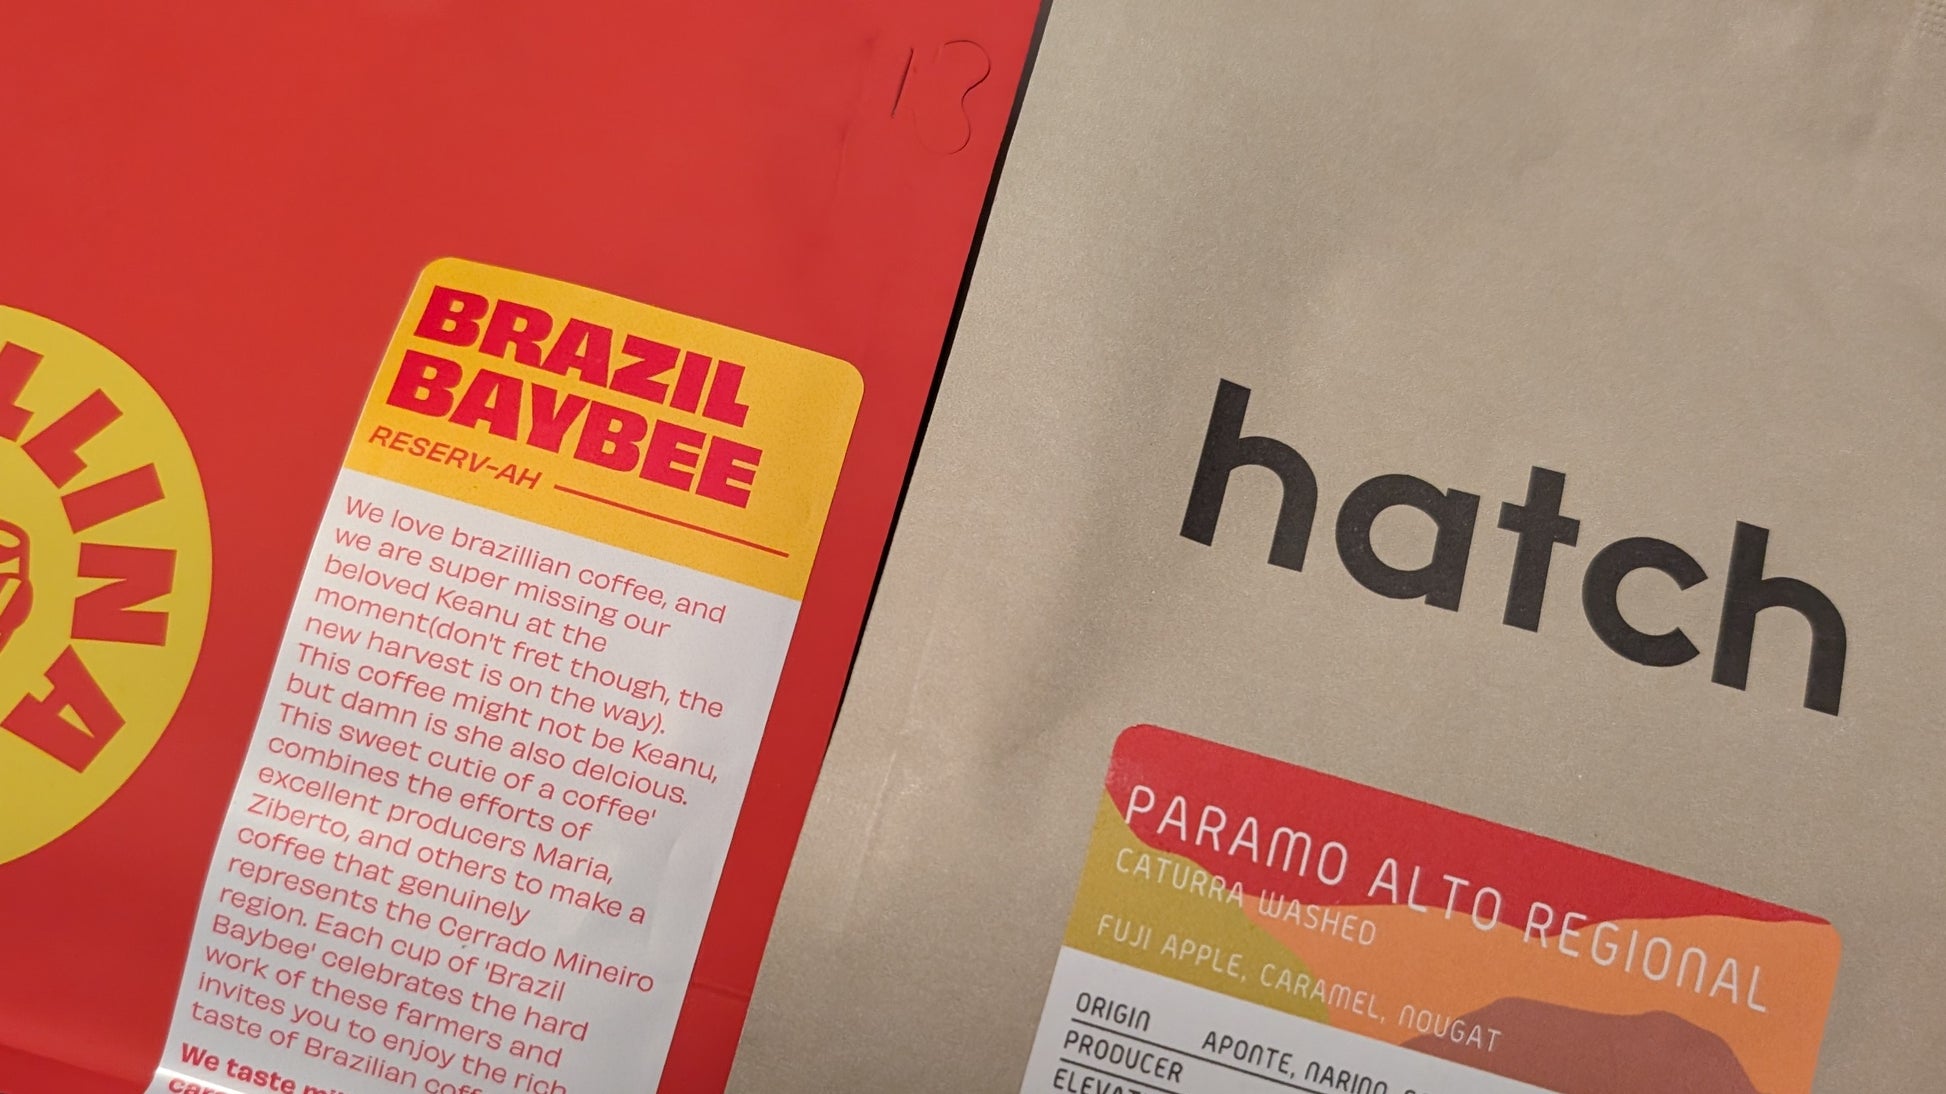 LLINA
BRAZIL
BAYBEE
RESERV-AH
We love brazillian coffee, and
we are super missing our
beloved Keanu at the
moment(don't fret though, the
new harvest is on the way).
This coffee might not be Keanu,
but damn is she also delcious.
This sweet cutie of a coffee'
combines the efforts of
excellent producers Maria,
Ziberto, and others to make a
coffee that genuinely
represents the Cerrado Mineiro
region. Each cup of 'Brazil
Baybee' celebrates the hard
work of these farmers and
invites you to enjoy the rich
taste of Brazilian
We taste
hatch
PARAMO ALTO REGIONAL
CATURRA WASHED
FUJI APPLE, CARAMEL, NOUGAT
ORIGIN APONTE, NARINO,
PRODUCER